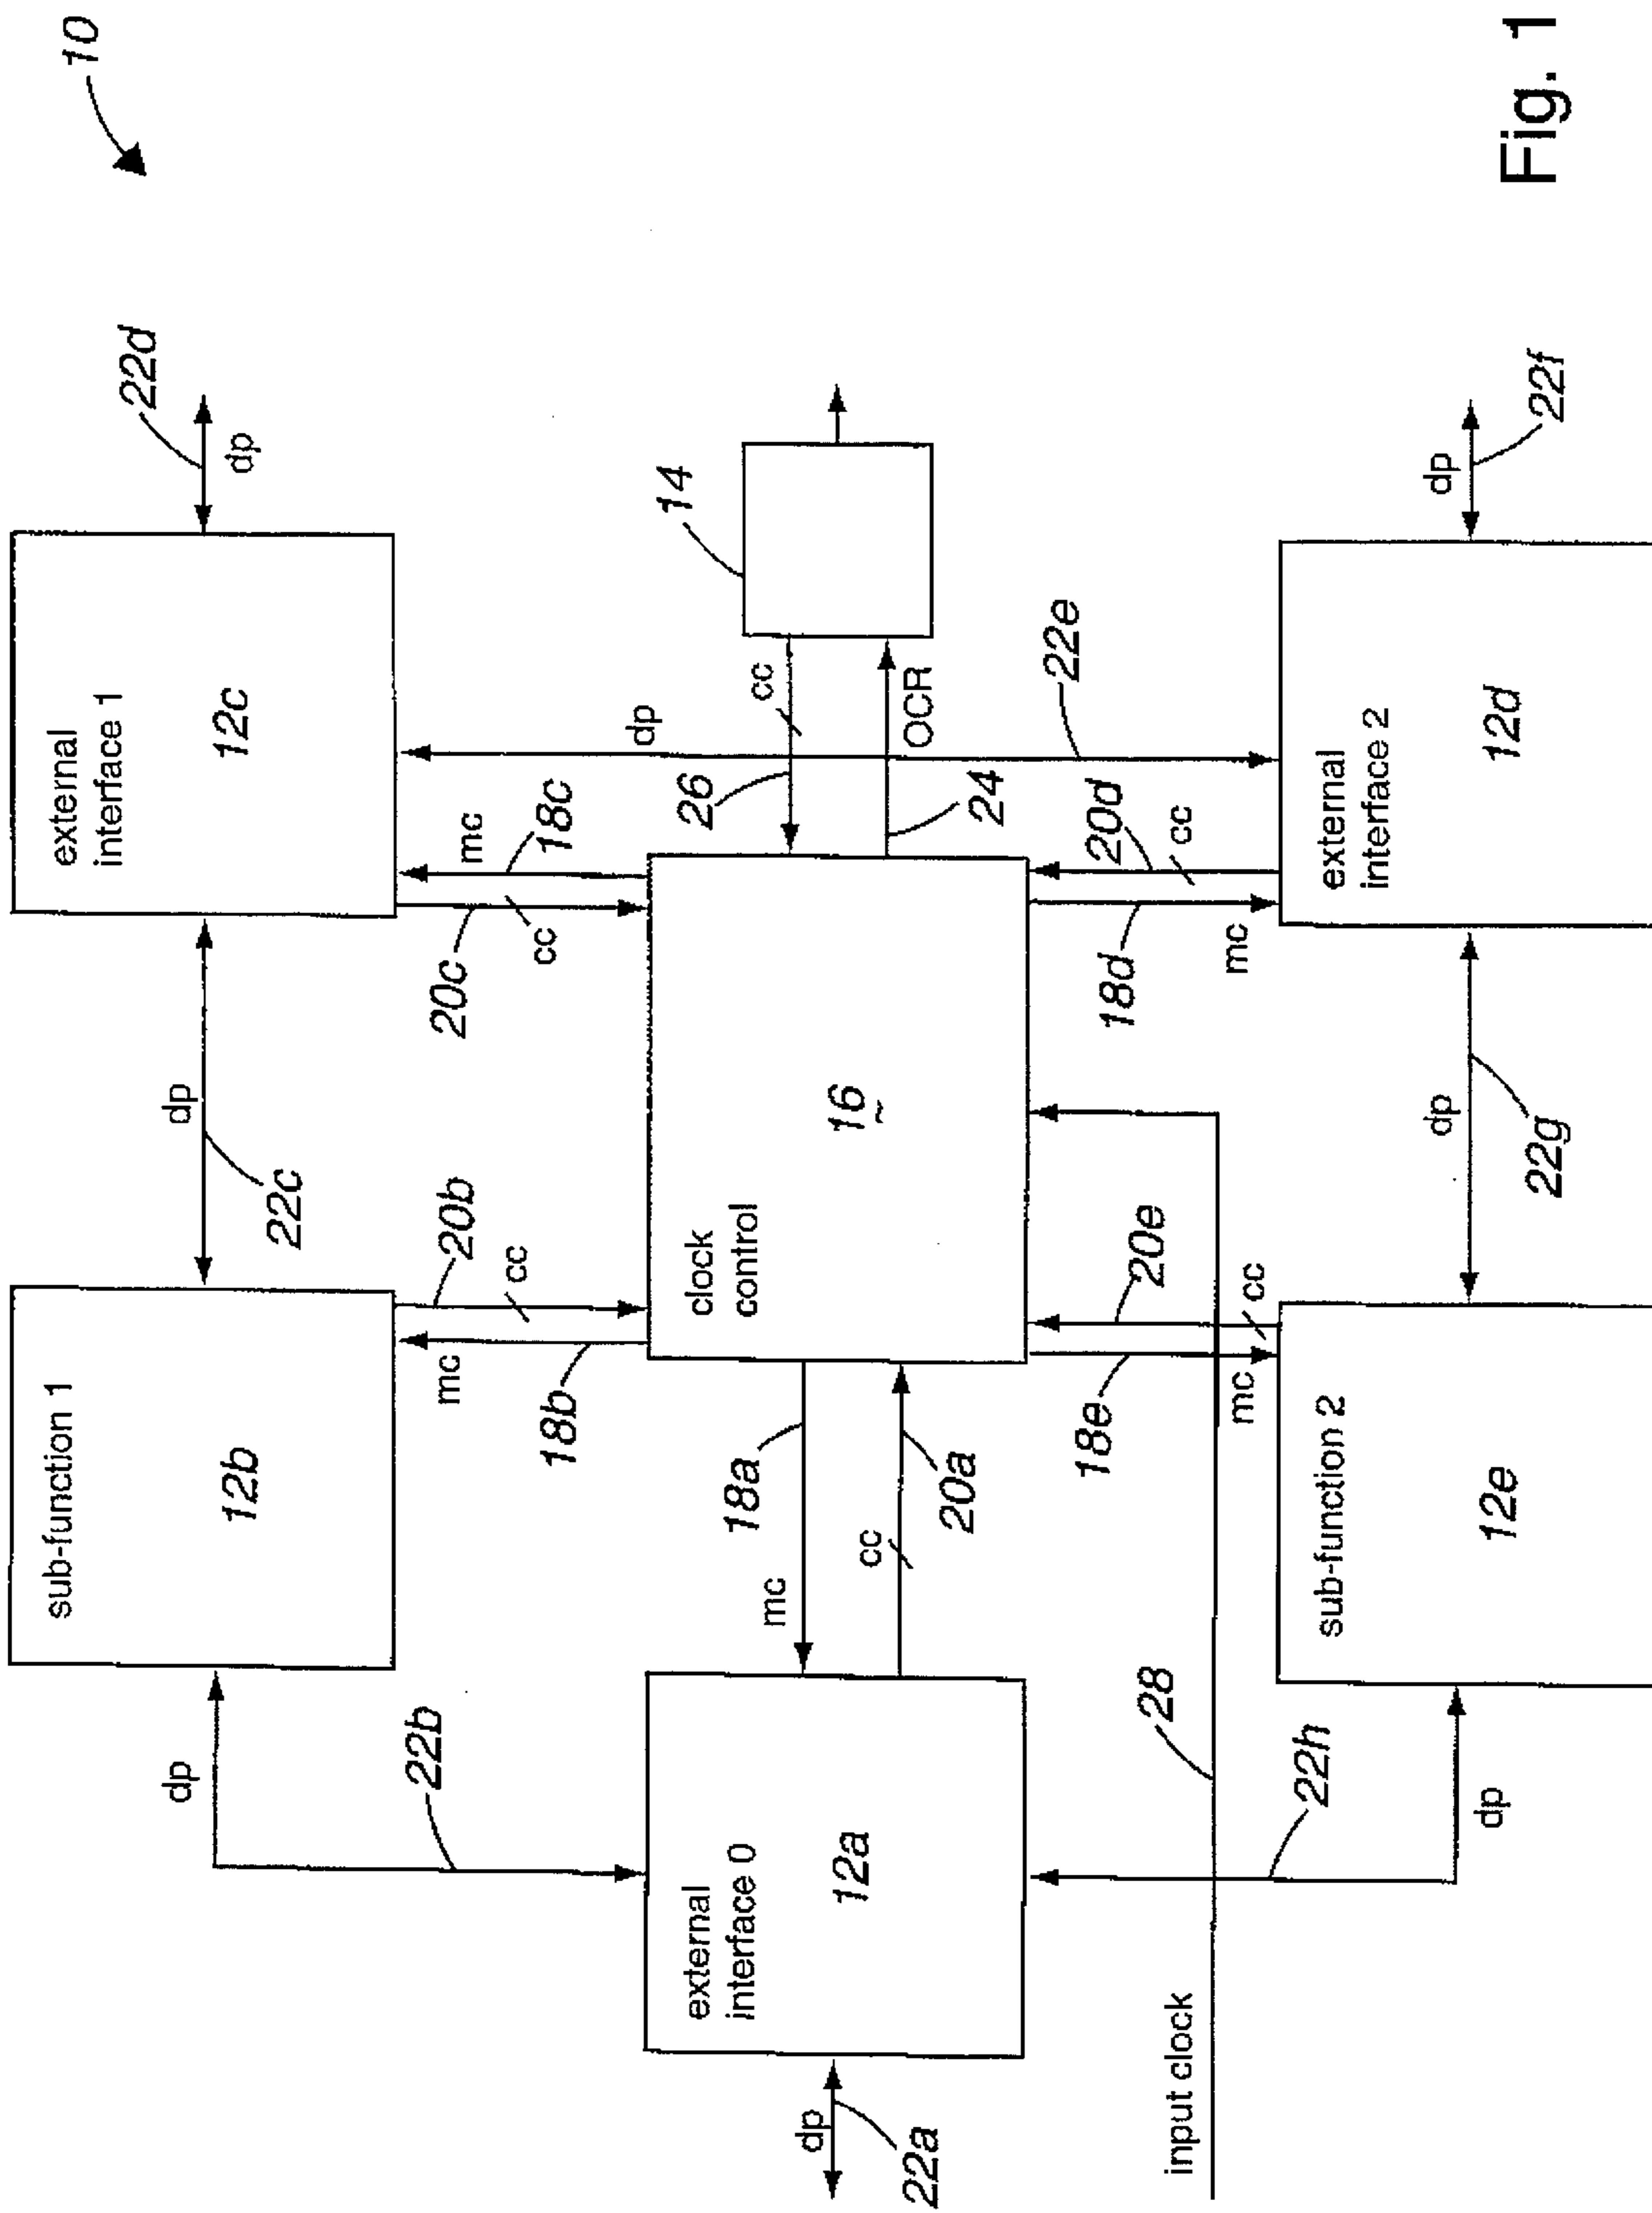 10
sub-function 1
12b
dp
22c
external
interface 1
12c
22d
dp
dp
22b
mc
18b
20b
cc
20c
cc
mc
18c
dp
26
cc
14
external
interface 0
12a
dp
22a
mc
18a
cc
20a
clock
control
16
24
OCR
22e
input clock
28
18e
mc
20e
cc
18d
mc
20d
cc
22h
dp
sub-function 2
12e
dp
22g
external
interface 2
12d
dp
22f
Fig. 1